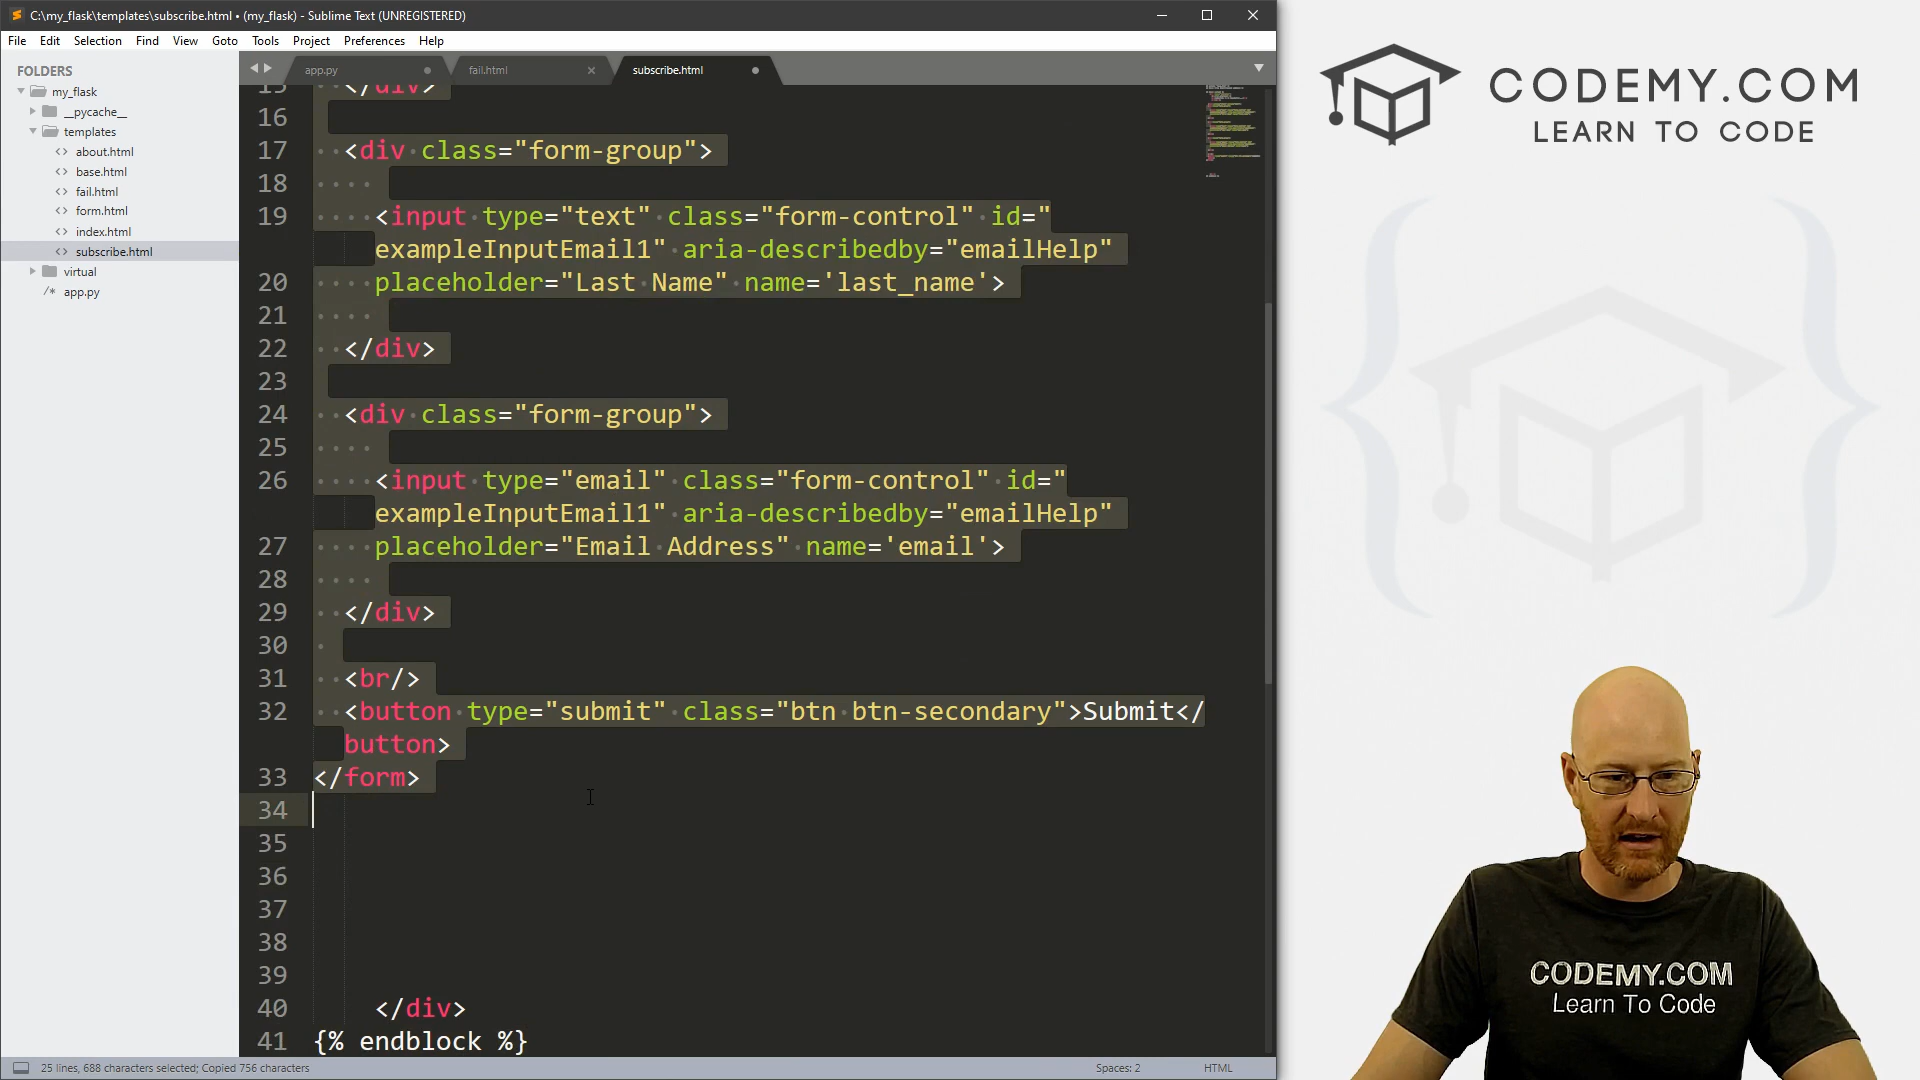 C:\my_flask\templates\subscribe.html • (my_flask) - Sublime Text (UNREGISTERED)
File Edit Selection Find View Goto Tools Project Preferences Help
FOLDERS
my_flask
__pycache__
templates
about.html
base.html
fail.html
form.html
index.html
subscribe.html
virtual
app.py
app.py fail.html subscribe.html
15 </div>
16
17 <div class="form-group">
18
19 <input type="text" class="form-control" id="
exampleInputEmail1" aria-describedby="emailHelp"
20 placeholder="Last Name" name='last_name'>
21
22 </div>
23
24 <div class="form-group">
25
26 <input type="email" class="form-control" id="
exampleInputEmail1" aria-describedby="emailHelp"
27 placeholder="Email Address" name='email'>
28
29 </div>
30
31 <br/>
32 <button type="submit" class="btn btn-secondary">Submit</
button>
33 </form>
34
35
36
37
38
39
40 </div>
41 {% endblock %}
25 lines, 688 characters selected; Copied 756 characters
Spaces: 2
HTML
CODEMY.COM
LEARN TO CODE
CODEMY.COM
Learn To Code